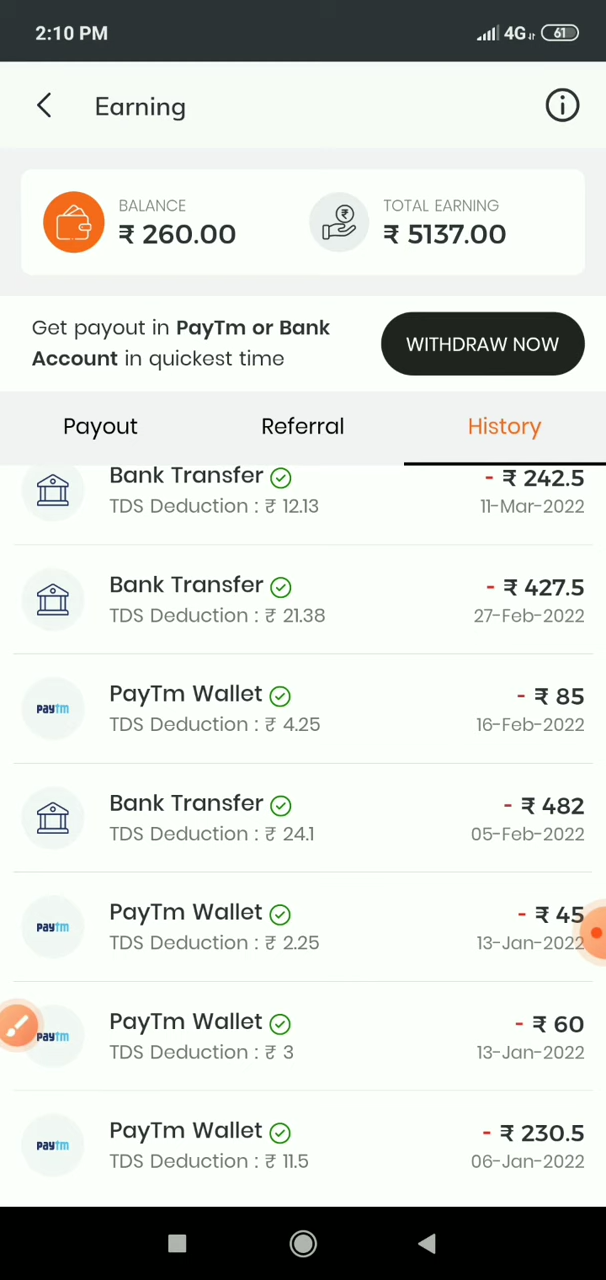 2:10 PM
4G
61
Earning
BALANCE
₹ 260.00
TOTAL EARNING
₹ 5137.00
Get payout in PayTm or Bank
Account in quickest time
WITHDRAW NOW
Payout
Referral
History
Bank Transfer
- ₹ 242.5
TDS Deduction : ₹ 12.13
11-Mar-2022
Bank Transfer
- ₹ 427.5
TDS Deduction : ₹ 21.38
27-Feb-2022
paytm
PayTm Wallet
- ₹ 85
TDS Deduction : ₹ 4.25
16-Feb-2022
Bank Transfer
- ₹ 482
TDS Deduction : ₹ 24.1
05-Feb-2022
paytm
PayTm Wallet
- ₹ 45
TDS Deduction : ₹ 2.25
13-Jan-2022
paytm
PayTm Wallet
- ₹ 60
TDS Deduction : ₹ 3
13-Jan-2022
paytm
PayTm Wallet
- ₹ 230.5
TDS Deduction : ₹ 11.5
06-Jan-2022